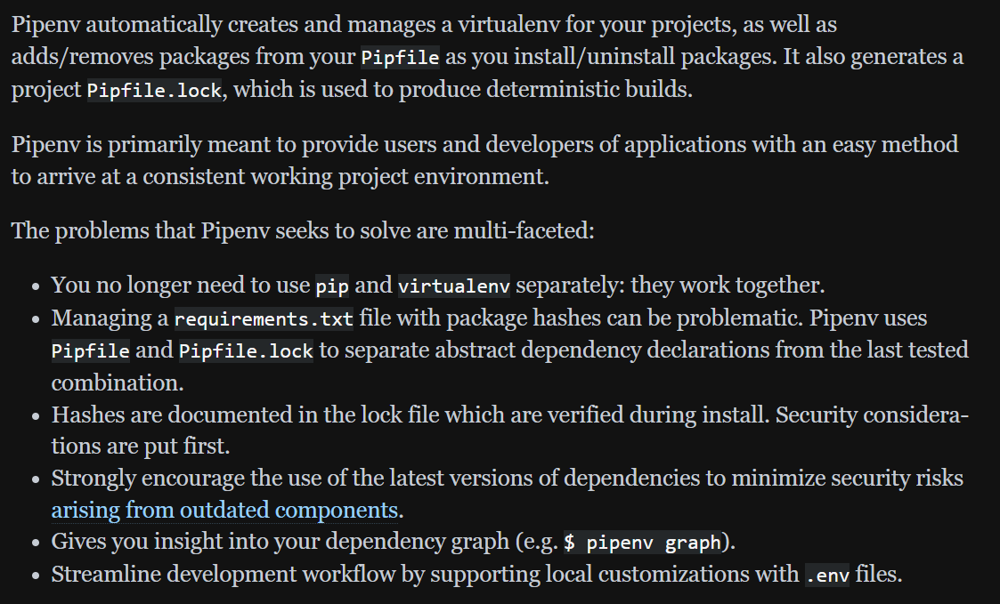 Pipenv automatically creates and manages a virtualenv for your projects, as well as
adds/removes packages from your Pipfile as you install/uninstall packages. It also generates a
project Pipfile.lock, which is used to produce deterministic builds.
Pipenv is primarily meant to provide users and developers of applications with an easy method
to arrive at a consistent working project environment.
The problems that Pipenv seeks to solve are multi-faceted:
• You no longer need to use pip and virtualenv separately: they work together.
• Managing a requirements.txt file with package hashes can be problematic. Pipenv uses
Pipfile and Pipfile.lock to separate abstract dependency declarations from the last tested
combination.
• Hashes are documented in the lock file which are verified during install. Security considera-
tions are put first.
• Strongly encourage the use of the latest versions of dependencies to minimize security risks
arising from outdated components.
• Gives you insight into your dependency graph (e.g. $ pipenv graph).
• Streamline development workflow by supporting local customizations with .env files.